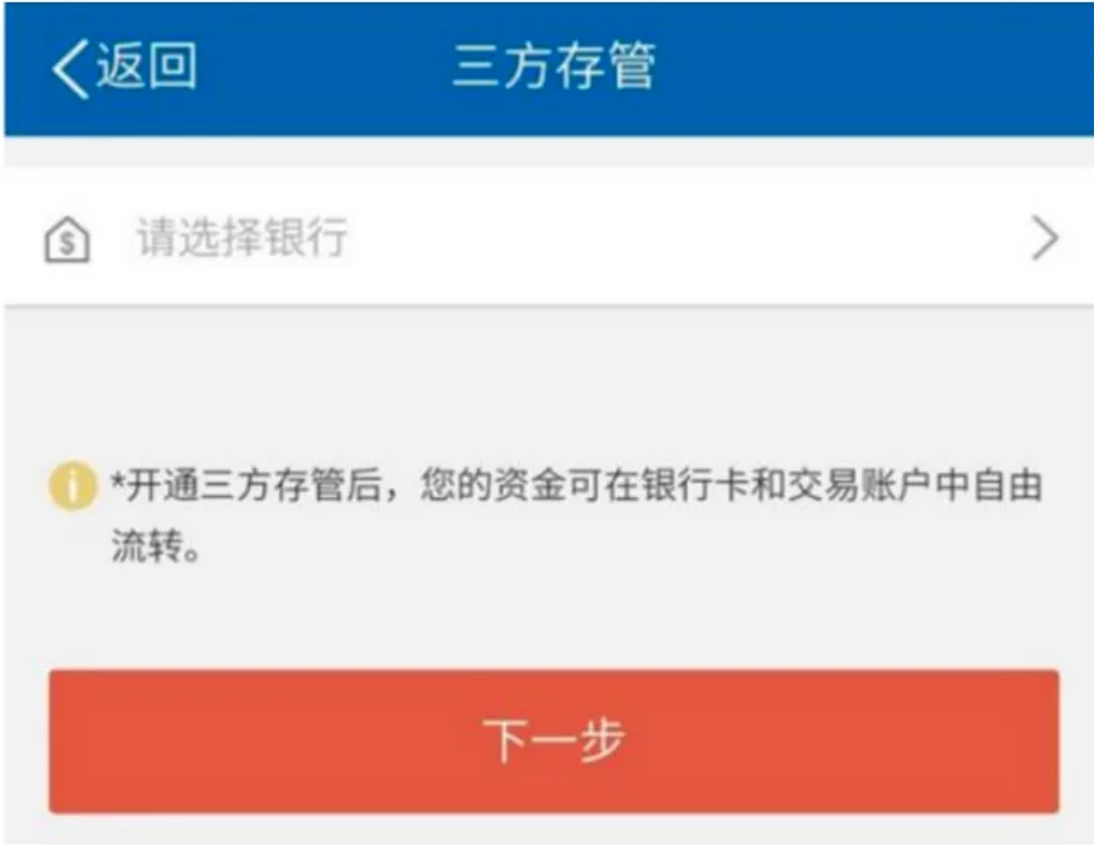 返回
三方存管
请选择银行
*开通三方存管后，您的资金可在银行卡和交易账户中自由
流转。
下一步